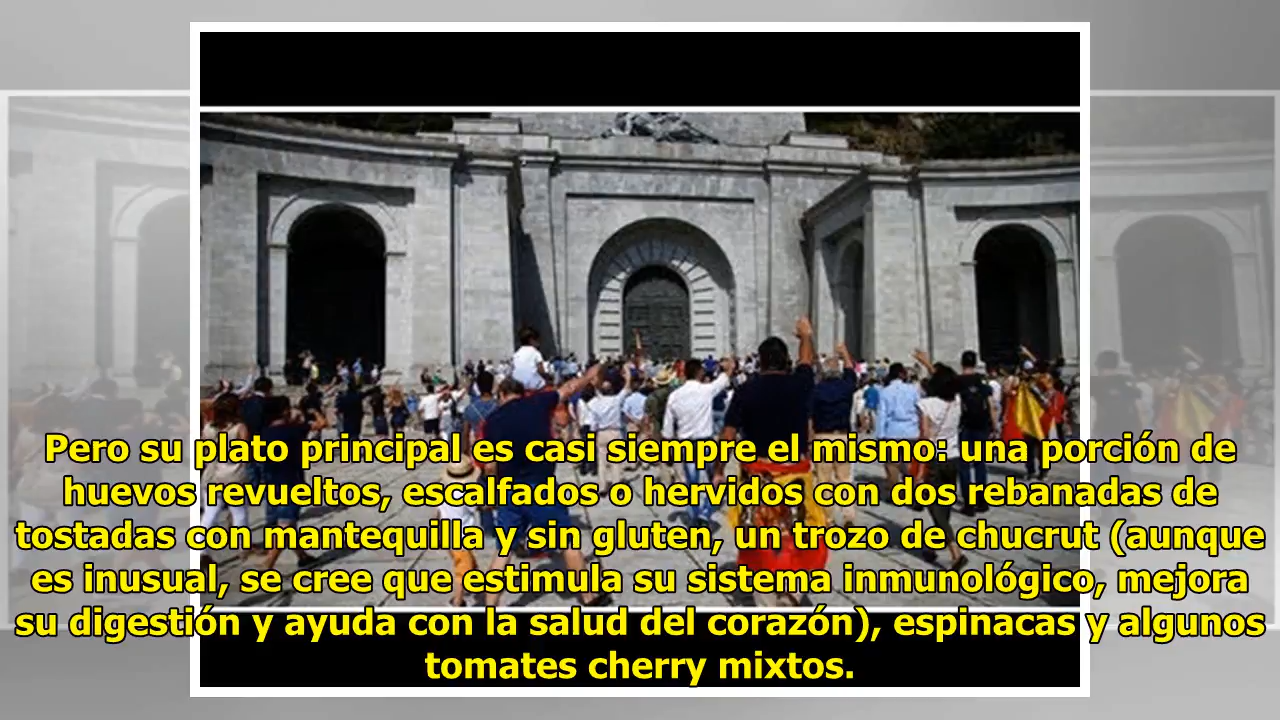 Pero su plato principal es casi siempre el mismo: una porción de
huevos revueltos, escalfados o hervidos con dos rebanadas de
tostadas con mantequilla y sin gluten, un trozo de chucrut (aunque
es inusual, se cree que estimula su sistema inmunológico, mejora
su digestión y ayuda con la salud del corazón), espinacas y algunos
tomates cherry mixtos.